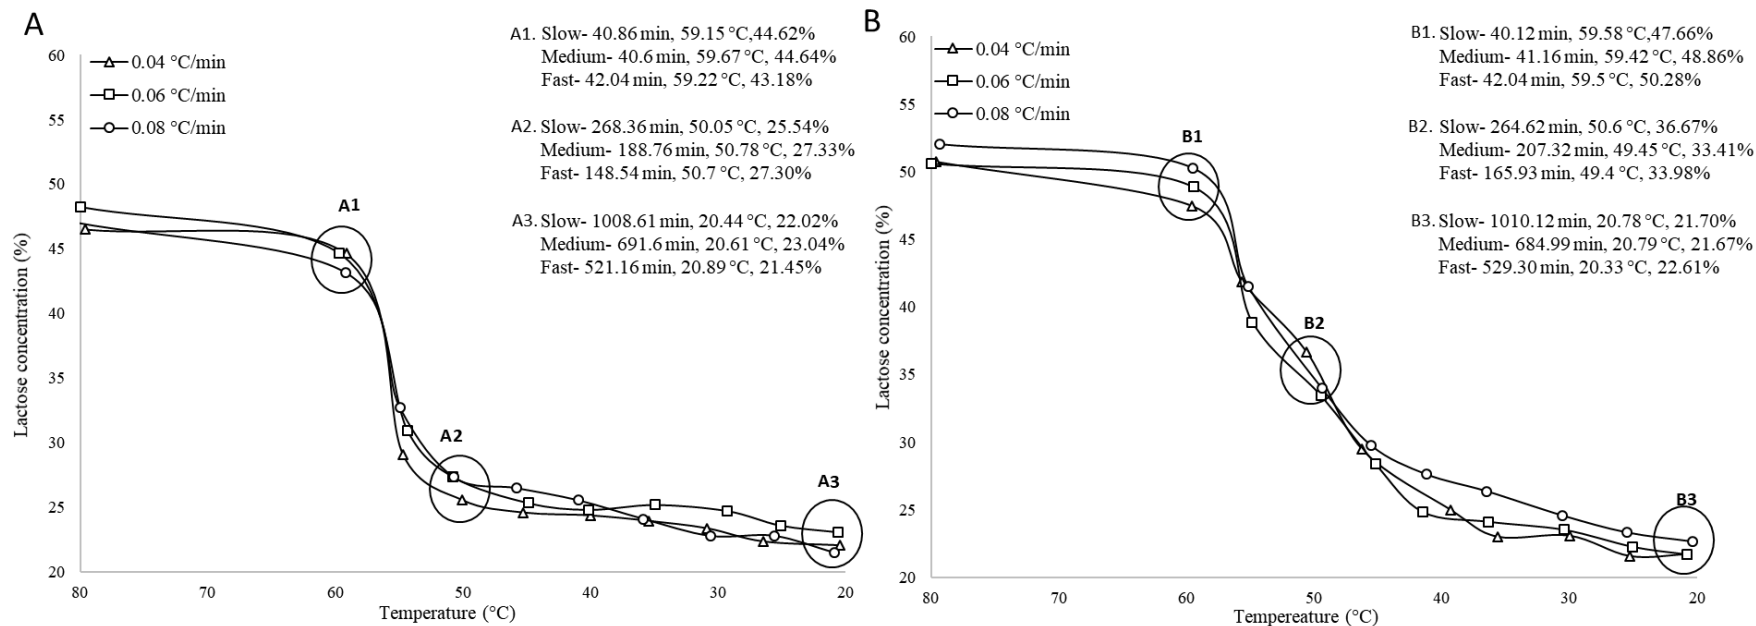 A
60
55
50
45
40
35
30
25
20
Lactose concentration (%)
0.04 °C/min
0.06 °C/min
0.08 °C/min
A1. Slow- 40.86 min, 59.15 °C,44.62%
Medium- 40.6 min, 59.67 °C, 44.64%
Fast- 42.04 min, 59.22 °C, 43.18%
A2. Slow- 268.36 min, 50.05 °C, 25.54%
Medium- 188.76 min, 50.78 °C, 27.33%
Fast- 148.54 min, 50.7 °C, 27.30%
A3. Slow- 1008.61 min, 20.44 °C, 22.02%
Medium- 691.6 min, 20.61 °C, 23.04%
Fast- 521.16 min, 20.89 °C, 21.45%
A1
A2
A3
80 70 60 50 40 30 20
Temperature (°C)
B
60
55
50
45
40
35
30
25
20
Lactose concentration (%)
0.04 °C/min
0.06 °C/min
0.08 °C/min
B1. Slow- 40.12 min, 59.58 °C,47.66%
Medium- 41.16 min, 59.42 °C, 48.86%
Fast- 42.04 min, 59.5 °C, 50.28%
B2. Slow- 264.62 min, 50.6 °C, 36.67%
Medium- 207.32 min, 49.45 °C, 33.41%
Fast- 165.93 min, 49.4 °C, 33.98%
B3. Slow- 1010.12 min, 20.78 °C, 21.70%
Medium- 684.99 min, 20.79 °C, 21.67%
Fast- 529.30 min, 20.33 °C, 22.61%
B1
B2
B3
80 70 60 50 40 30 20
Tempereature (°C)